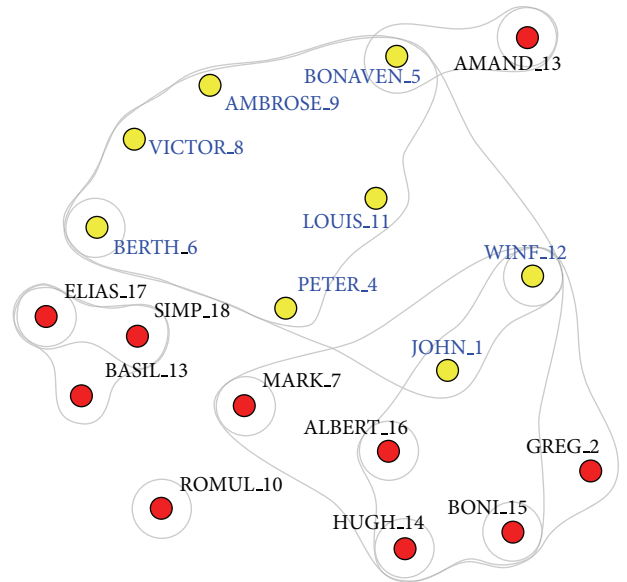 BONAVEN_5
AMAND_13
AMBROSE_9
VICTOR_8
LOUIS_11
BERTH_6
WINF_12
PETER_4
ELIAS_17
SIMP_18
JOHN_1
BASIL_13
MARK_7
ALBERT_16
GREG_2
ROMUL_10
HUGH_14
BONI_15